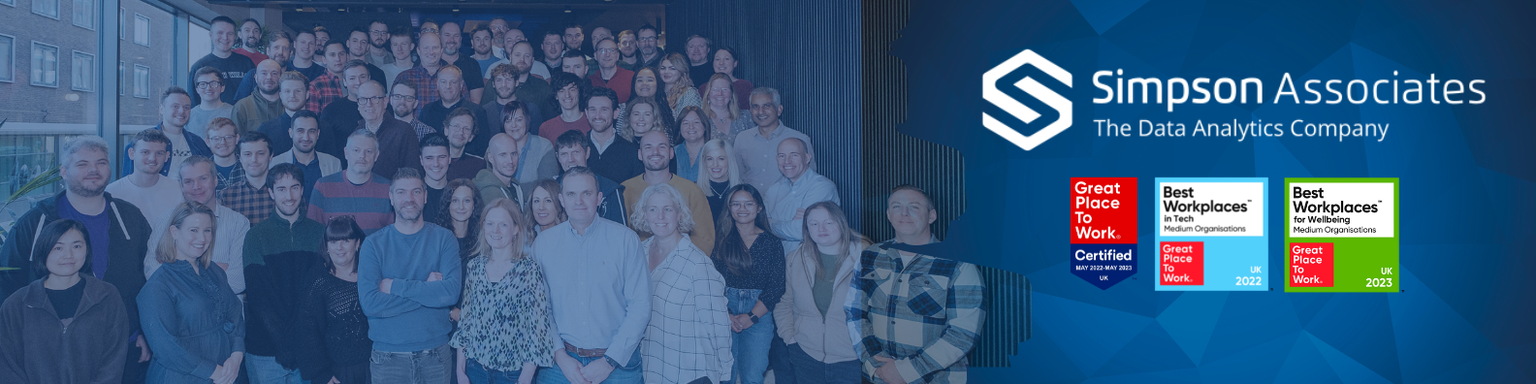 Simpson Associates
The Data Analytics Company
Great
Place
To
Work®
Certified
MAY 2022-MAY 2023
UK
Best
Workplaces™
in Tech
Medium Organisations
Great
Place
To
Work®
UK
2022
Best
Workplaces™
for Wellbeing
Medium Organisations
Great
Place
To
Work®
UK
2023